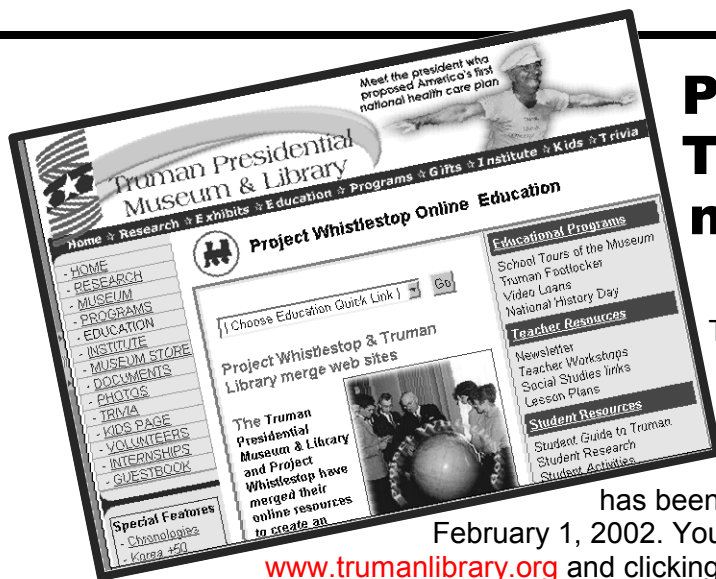 Meet the president who
proposed America's first
national health care plan
Truman Presidential
Museum & Library
Home ☆ Research ☆ Exhibits ☆ Education ☆ Programs ☆ Gifts ☆ Institute ☆ Kids ☆ Trivia
- HOME
- RESEARCH
- MUSEUM
- PROGRAMS
- EDUCATION
- INSTITUTE
- MUSEUM STORE
- DOCUMENTS
- PHOTOS
- TRIVIA
- KIDS PAGE
- VOLUNTEERS
- INTERNSHIPS
- GUESTBOOK
Special Features
- Chronologies
- Korea +50
Project Whistlestop Online Education
( Choose Education Quick Link )
Go
Project Whistlestop & Truman
Library merge web sites
The Truman
Presidential
Museum & Library
and Project
Whistlestop have
merged their
online resources
to create an
Educational Programs
School Tours of the Museum
Truman Footlocker
Video Loans
National History Day
Teacher Resources
Newsletter
Teacher Workshops
Social Studies links
Lesson Plans
Student Resources
Student Guide to Truman
Student Research
Student Activities
P
T
m
T
has been
February 1, 2002. You
www.trumanlibrary.org and clicking